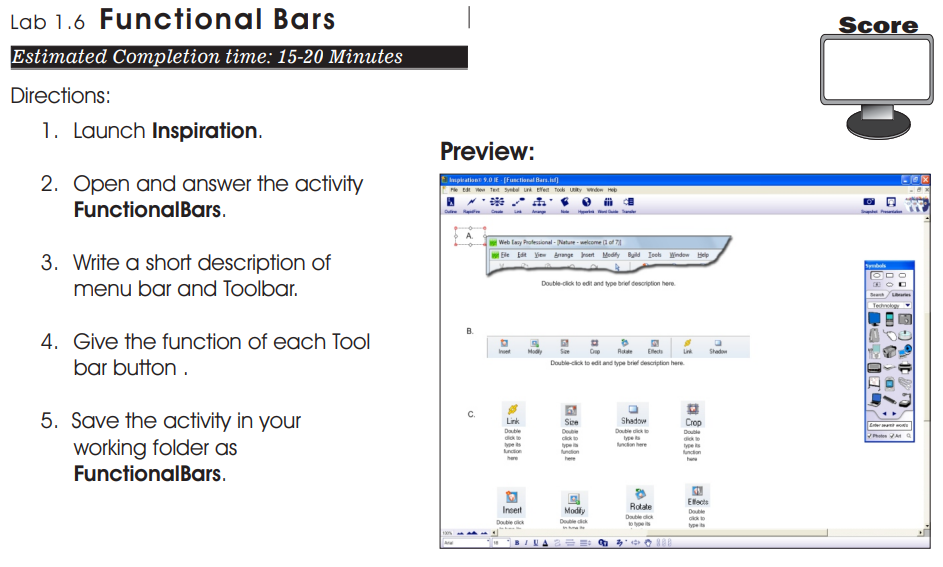 Lab 1.6 Functional Bars
Score
Estimated Completion time: 15-20 Minutes
Directions:
1. Launch Inspiration.
2. Open and answer the activity
FunctionalBars.
3. Write a short description of
menu bar and Toolbar.
4. Give the function of each Tool
bar button .
5. Save the activity in your
working folder as
FunctionalBars.
Preview:
Inspiration® 9.0 IE - [Functional Bars.isf]
File Edit View Text Symbol Link Effect Tools Utility Window Help
Outline RapidFire Create Link Arrange Note Hyperlink Word Guide Transfer Snapshot Presentation
A.
Web Easy Professional - [Nature - welcome (1 of 7)]
File Edit View Arrange Insert Modify Build Tools Window Help
Double-click to edit and type brief description here.
B.
Insert Modify Size Crop Rotate Effects Link Shadow
Double-click to edit and type brief description here.
C.
Link Size Shadow Crop
Double click to type its function here
Double click to type its function here
Double click to type its function here
Double click to type its function here
Insert Modify Rotate Effects
Double click
Double click
Double click to type its
Double click to type its
Symbols
Search Libraries
Technology
Enter search words
Photos Art
100%
Arial 18 B I U A